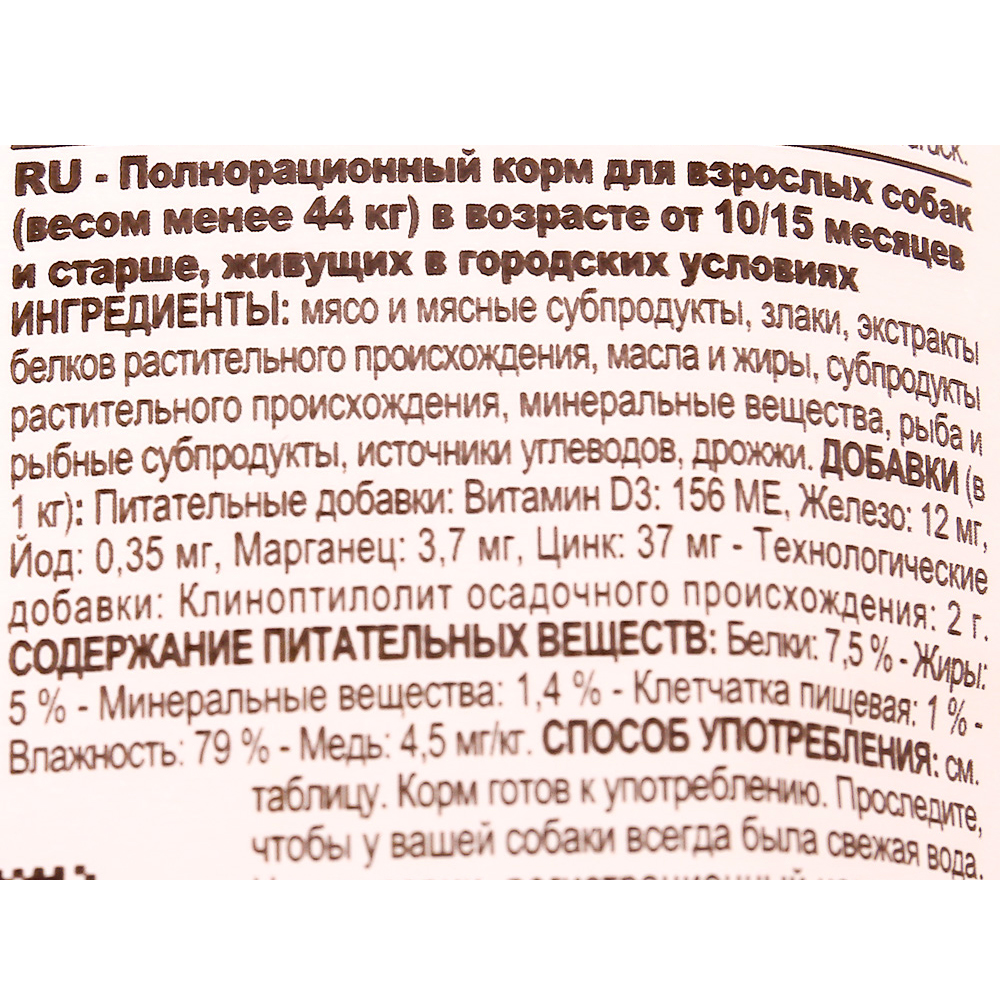 RU - Полнорационный корм для взрослых собак
(весом менее 44 кг) в возрасте от 10/15 месяцев
и старше, живущих в городских условиях
ИНГРЕДИЕНТЫ: мясо и мясные субпродукты, злаки, экстракты
белков растительного происхождения, масла и жиры, субпродукты
растительного происхождения, минеральные вещества, рыба и
рыбные субпродукты, источники углеводов, дрожжи. ДОБАВКИ (в
1 кг): Питательные добавки: Витамин D3: 156 МЕ, Железо: 12 мг,
Йод: 0,35 мг, Марганец: 3,7 мг, Цинк: 37 мг - Технологические
добавки: Клиноптилолит осадочного происхождения: 2 г.
СОДЕРЖАНИЕ ПИТАТЕЛЬНЫХ ВЕЩЕСТВ: Белки: 7,5 % - Жиры:
5 % - Минеральные вещества: 1,4 % - Клетчатка пищевая: 1 % -
Влажность: 79 % - Медь: 4,5 мг/кг. СПОСОБ УПОТРЕБЛЕНИЯ: см.
таблицу. Корм готов к употреблению. Проследите,
чтобы у вашей собаки всегда была свежая вода.